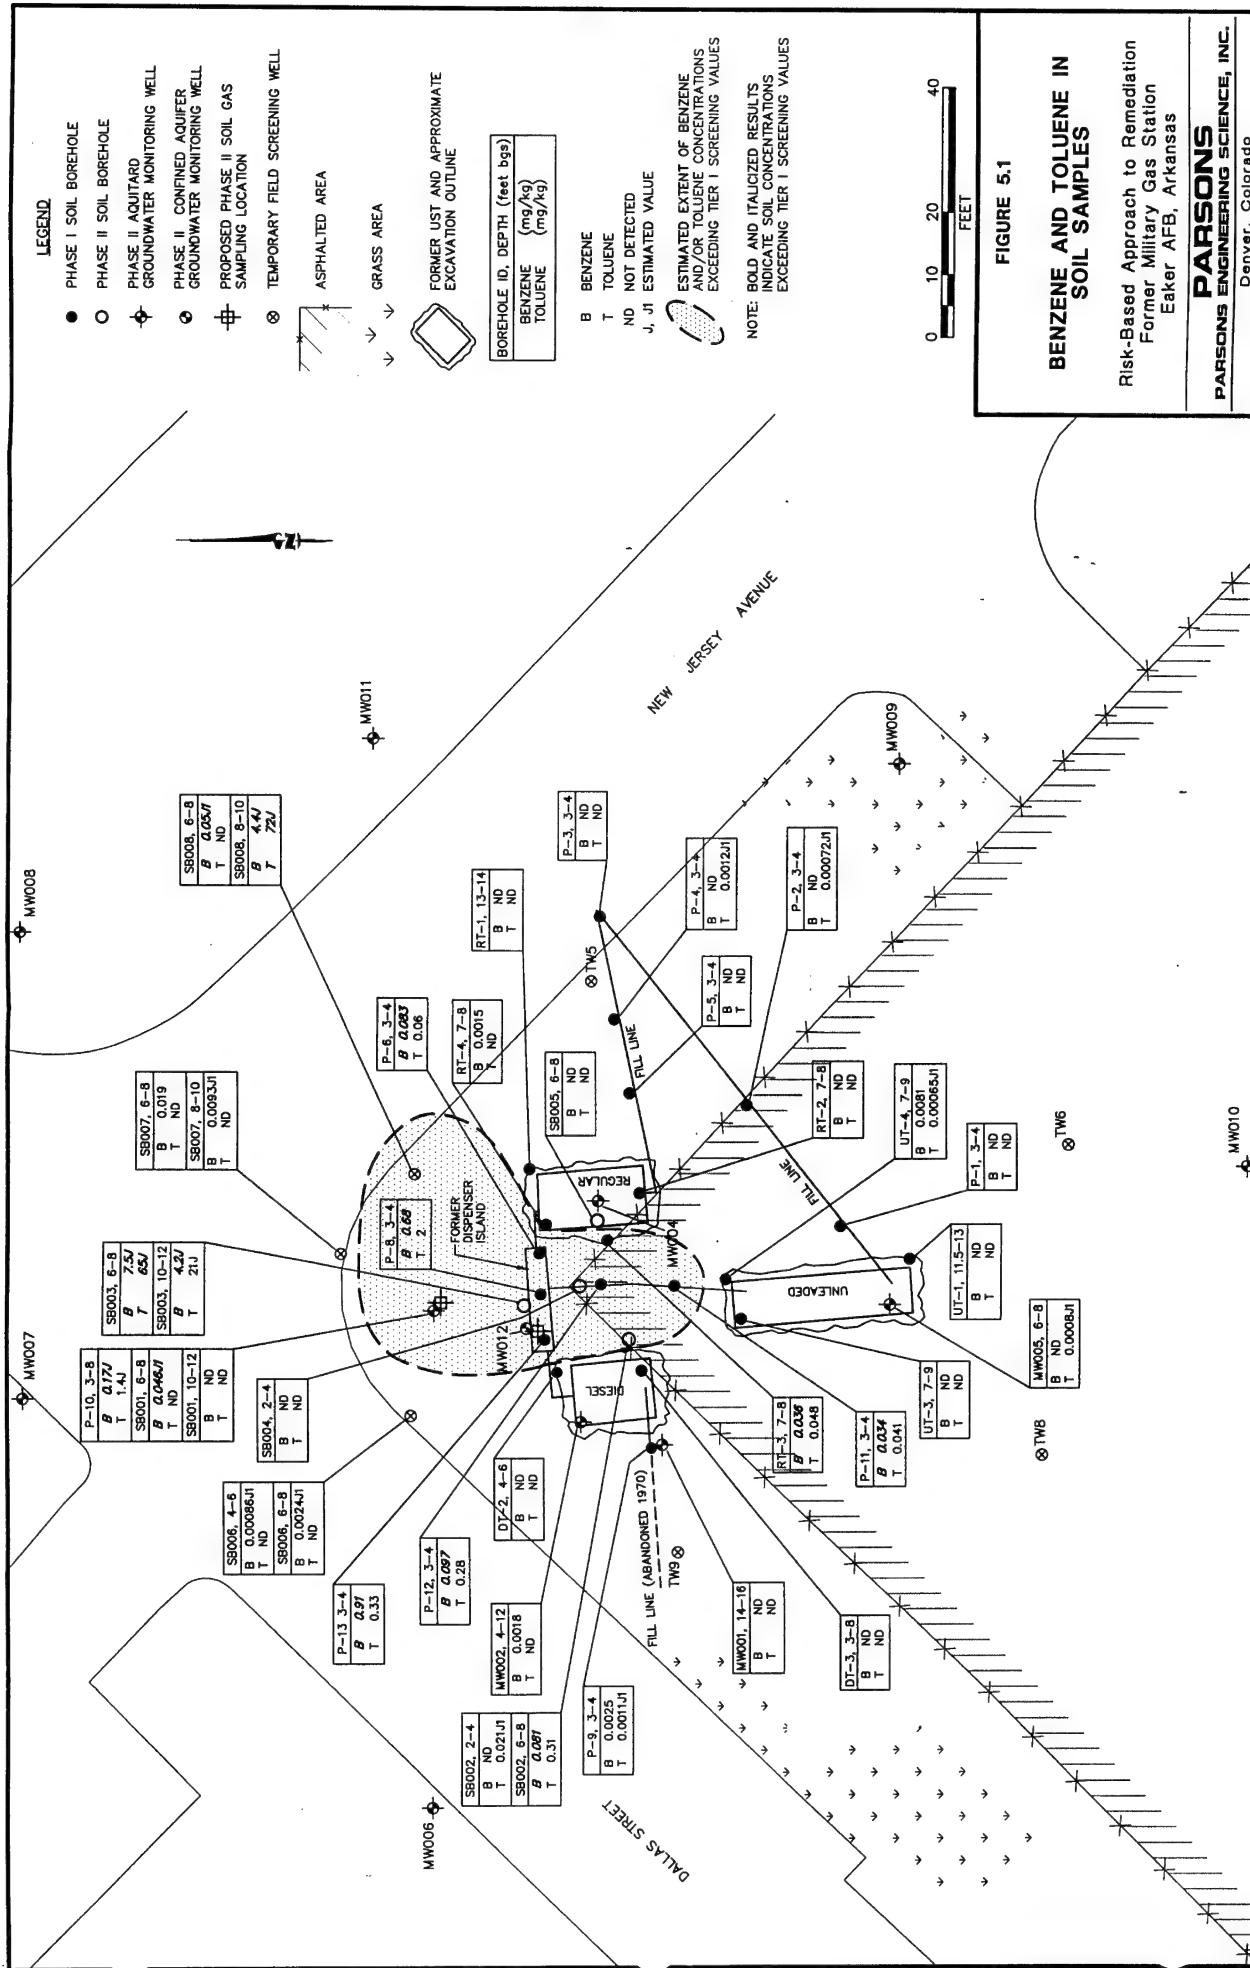 LEGEND
PHASE I SOIL BOREHOLE
PHASE II SOIL BOREHOLE
PHASE II AQUITARD
GROUNDWATER MONITORING WELL
PHASE II CONFINED AQUIFER
GROUNDWATER MONITORING WELL
PROPOSED PHASE II SOIL GAS
SAMPLING LOCATION
TEMPORARY FIELD SCREENING WELL
ASPHALTED AREA
GRASS AREA
FORMER UST AND APPROXIMATE
EXCAVATION OUTLINE
BOREHOLE ID, DEPTH (feet bgs)
BENZENE (mg/kg)
TOLUENE (mg/kg)
B BENZENE
T TOLUENE
ND NOT DETECTED
J, J1 ESTIMATED VALUE
ESTIMATED EXTENT OF BENZENE
AND/OR TOLUENE CONCENTRATIONS
EXCEEDING TIER I SCREENING VALUES
NOTE: BOLD AND ITALICIZED RESULTS
INDICATE SOIL CONCENTRATIONS
EXCEEDING TIER I SCREENING VALUES
0 10 20 40
FEET
FIGURE 5.1
BENZENE AND TOLUENE IN
SOIL SAMPLES
Risk-Based Approach to Remediation
Former Military Gas Station
Eaker AFB, Arkansas
PARSONS
PARSONS ENGINEERING SCIENCE, INC.
Denver, Colorado
MW007
MW008
MW011
MW006
MW009
MW010
MW012
MW004
TW5
TW6
TW8
TW9
NEW JERSEY AVENUE
DALLAS STREET
FORMER
DISPENSER
ISLAND
REGULAR
DIESEL
UNLEADED
FILL LINE
FILL LINE
FILL LINE (ABANDONED 1970)
P-10, 3-8
B 0.17J
T 1.4J
SB001, 6-8
B 0.046J1
T ND
SB001, 10-12
B ND
T ND
SB003, 6-8
B 7.5J
T 65J
SB003, 10-12
B 4.2J
T 21J
SB007, 6-8
B 0.019
T ND
SB007, 8-10
B 0.0093J1
T ND
SB008, 6-8
B 0.05J1
T ND
SB008, 8-10
B 4.4J
T 72J
SB004, 2-4
B ND
T ND
SB006, 4-6
B 0.00086J1
T ND
SB006, 6-8
B 0.0024J1
T ND
P-13 3-4
B 0.91
T 0.33
P-12, 3-4
B 0.097
T 0.28
DT-2, 4-6
B ND
T ND
MW002, 4-12
B 0.0018
T ND
SB002, 2-4
B ND
T 0.021J1
SB002, 6-8
B 0.081
T 0.31
P-9, 3-4
B 0.0025
T 0.0011J1
MW001, 14-16
B ND
T ND
DT-3, 3-8
B ND
T ND
P-8, 3-4
B 0.68
T 2
P-6, 3-4
B 0.083
T 0.06
RT-4, 7-8
B 0.0015
T ND
RT-1, 13-14
B ND
T ND
SB005, 6-8
B ND
T ND
P-3, 3-4
B ND
T ND
P-4, 3-4
B ND
T 0.0012J1
P-5, 3-4
B ND
T ND
P-2, 3-4
B ND
T 0.00072J1
RT-2, 7-8
B ND
T ND
UT-4, 7-9
B 0.0081
T 0.00065J1
P-1, 3-4
B ND
T ND
UT-1, 11.5-13
B ND
T ND
MW005, 6-8
B ND
T 0.0008J1
UT-3, 7-9
B ND
T ND
P-11, 3-4
B 0.034
T 0.041
RT-3, 7-8
B 0.036
T 0.048